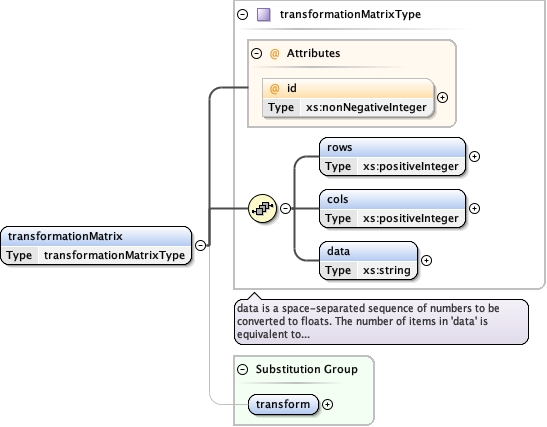 transformationMatrixType
@ Attributes
@ id
Type xs:nonNegativeInteger
rows
Type xs:positiveInteger
cols
Type xs:positiveInteger
data
Type xs:string
transformationMatrix
Type transformationMatrixType
data is a space-separated sequence of numbers to be
converted to floats. The number of items in 'data' is
equivalent to...
Substitution Group
transform